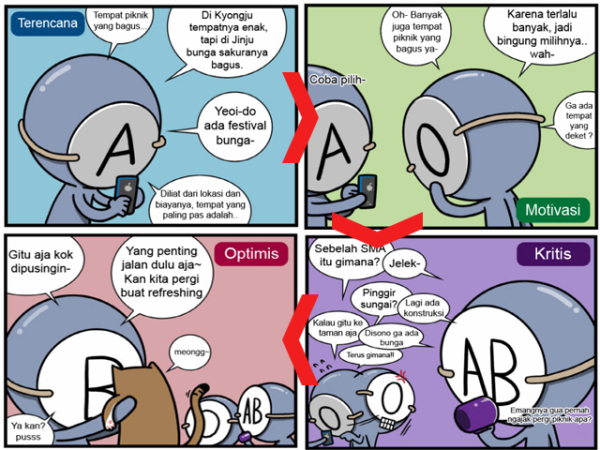 Terencana
Tempat piknik
yang bagus..
Di Kyongju
tempatnya enak,
tapi di Jinju
bunga sakuranya
bagus.
Yeoi-do
ada festival
bunga-
A
Diliat dari lokasi dan
biayanya, tempat yang
paling pas adalah..
Oh- Banyak
juga tempat
piknik yang
bagus ya-
Karena terlalu
banyak, jadi
bingung milihnya..
wah-
Coba pilih-
Ga ada
tempat
yang
deket ?
A
O
Motivasi
Kritis
Sebelah SMA
itu gimana?
Jelek-
Pinggir
sungai?
Lagi ada
konstruksi
Kalau gitu ke
taman aja
Disono ga ada
bunga
Terus gimana!!
O
O
AB
Emangnya gua pernah
ngajak pergi piknik apa?
Optimis
Gitu aja kok
dipusingin-
Yang penting
jalan dulu aja~
Kan kita pergi
buat refreshing
meongg~
B
O
AB
Ya kan?
pusss